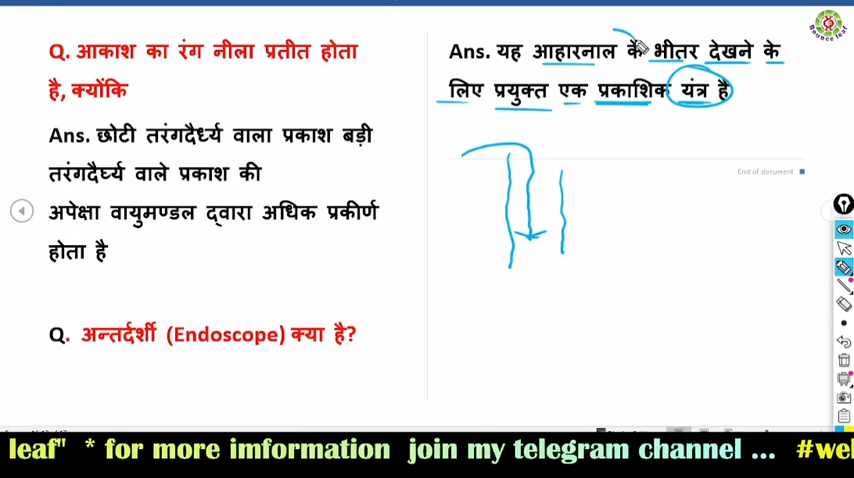 Q. आकाश का रंग नीला प्रतीत होता
है, क्योंकि
Ans. छोटी तरंगदैर्ध्य वाला प्रकाश बड़ी
तरंगदैर्घ्य वाले प्रकाश की
अपेक्षा वायुमण्डल द्वारा अधिक प्रकीर्ण
होता है
Q. अन्तर्दर्शी (Endoscope) क्या है?
Ans. यह आहारनाल के भीतर देखने के
लिए प्रयुक्त एक प्रकाशिक यंत्र है
End of document
Bounce leaf
leaf" * for more imformation join my telegram channel ... #wel